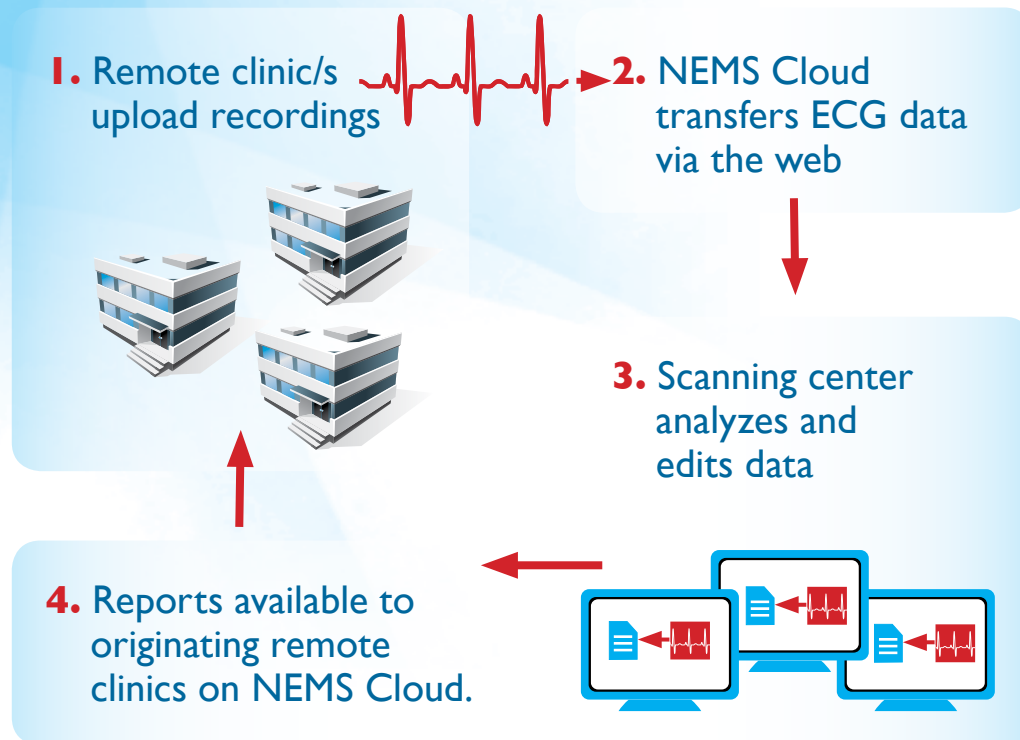 1. Remote clinic/s
upload recordings
2. NEMS Cloud
transfers ECG data
via the web
3. Scanning center
analyzes and
edits data
4. Reports available to
originating remote
clinics on NEMS Cloud.